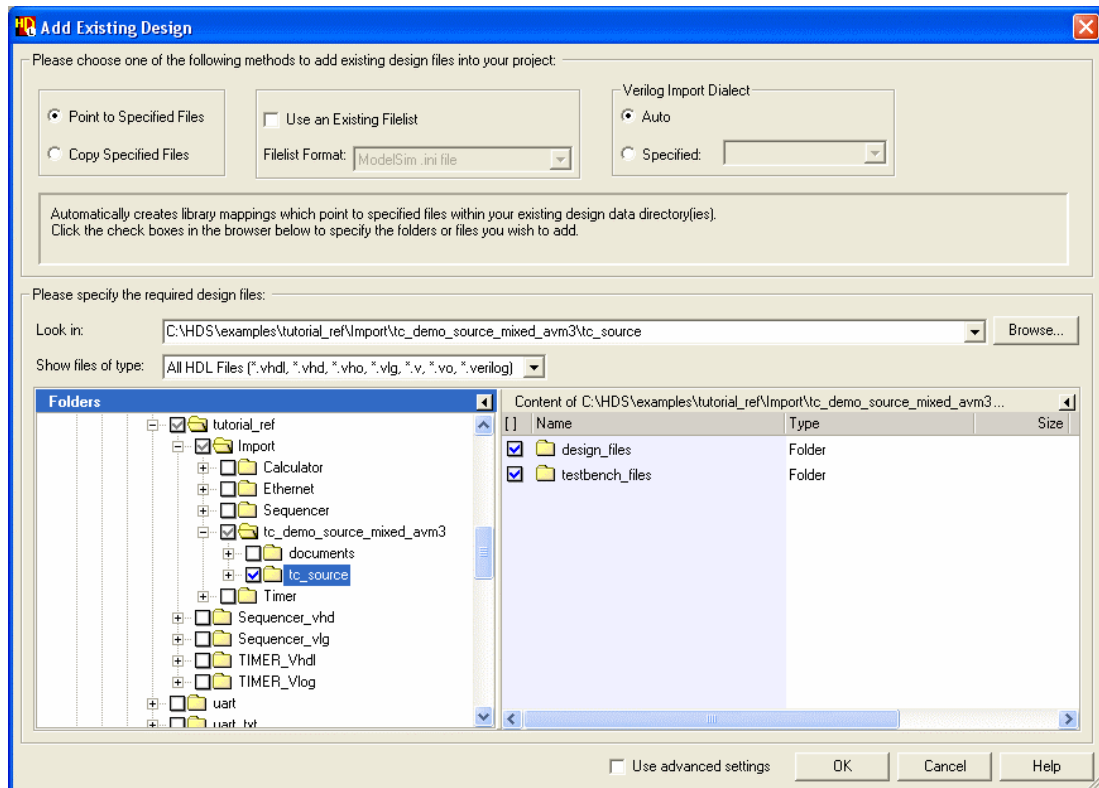 Add Existing Design
Please choose one of the following methods to add existing design files into your project:
Point to Specified Files
Copy Specified Files
Use an Existing Filelist
Filelist Format: ModelSim .ini file
Verilog Import Dialect
Auto
Specified:
Automatically creates library mappings which point to specified files within your existing design data directory(ies).
Click the check boxes in the browser below to specify the folders or files you wish to add.
Please specify the required design files:
Look in: C:\HDS\examples\tutorial_ref\Import\tc_demo_source_mixed_avm3\tc_source Browse...
Show files of type: All HDL Files (*.vhdl, *.vhd, *.vho, *.vlg, *.v, *.vo, *.verilog)
Folders
tutorial_ref
Import
Calculator
Ethernet
Sequencer
tc_demo_source_mixed_avm3
documents
tc_source
Timer
Sequencer_vhd
Sequencer_vlg
TIMER_Vhdl
TIMER_Vlog
uart
uart_txt
Content of C:\HDS\examples\tutorial_ref\Import\tc_demo_source_mixed_avm3...
[ ] Name Type Size
design_files Folder
testbench_files Folder
Use advanced settings OK Cancel Help